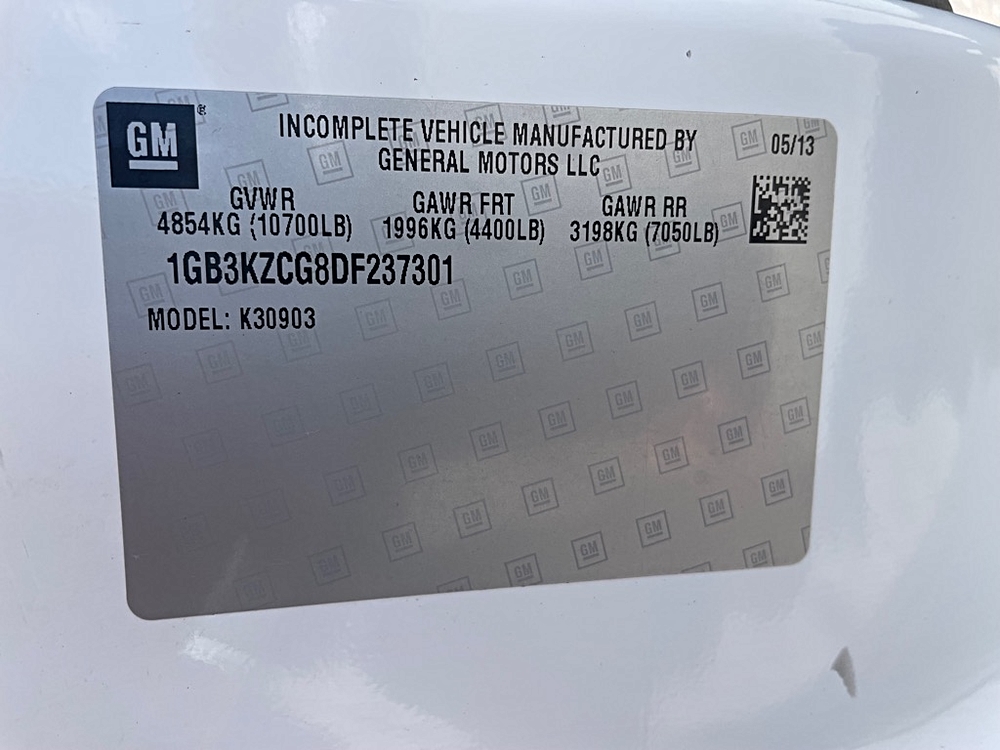 GM
INCOMPLETE VEHICLE MANUFACTURED BY
GENERAL MOTORS LLC
05/13
GVWR GAWR FRT GAWR RR
4854KG (10700LB) 1996KG (4400LB) 3198KG (7050LB)
1GB3KZCG8DF237301
MODEL: K30903